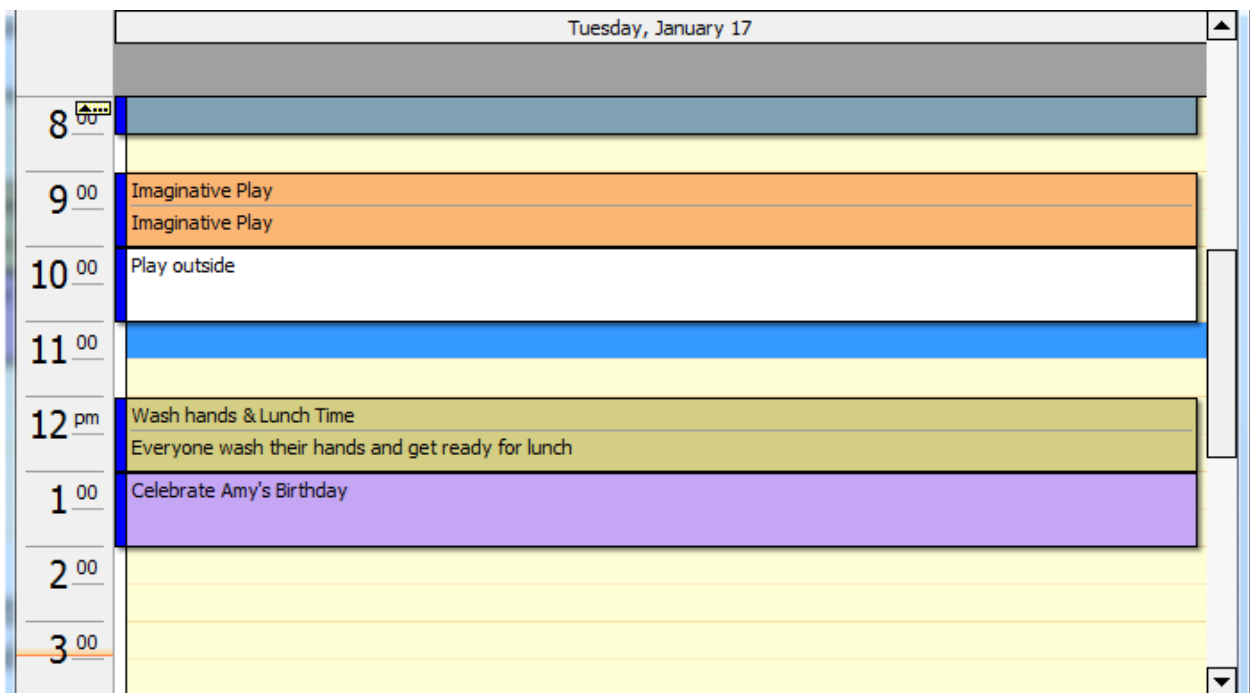 Tuesday, January 17
8 00
9 00
Imaginative Play
Imaginative Play
10 00
Play outside
11 00
12 pm
Wash hands & Lunch Time
Everyone wash their hands and get ready for lunch
1 00
Celebrate Amy's Birthday
2 00
3 00